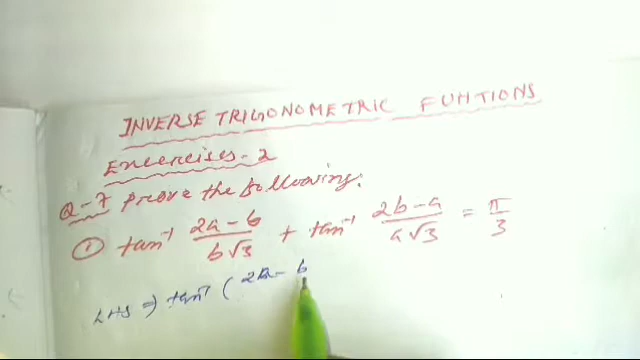 INVERSE TRIGONOMETRIC FUHTIONS
Exercises-2
Q-7 Prove the following:
① tan⁻¹ (2a-b)/(b√3) + tan⁻¹ (2b-a)/(a√3) = π/3
LHS ⇒ tan⁻¹ ( 2a - b